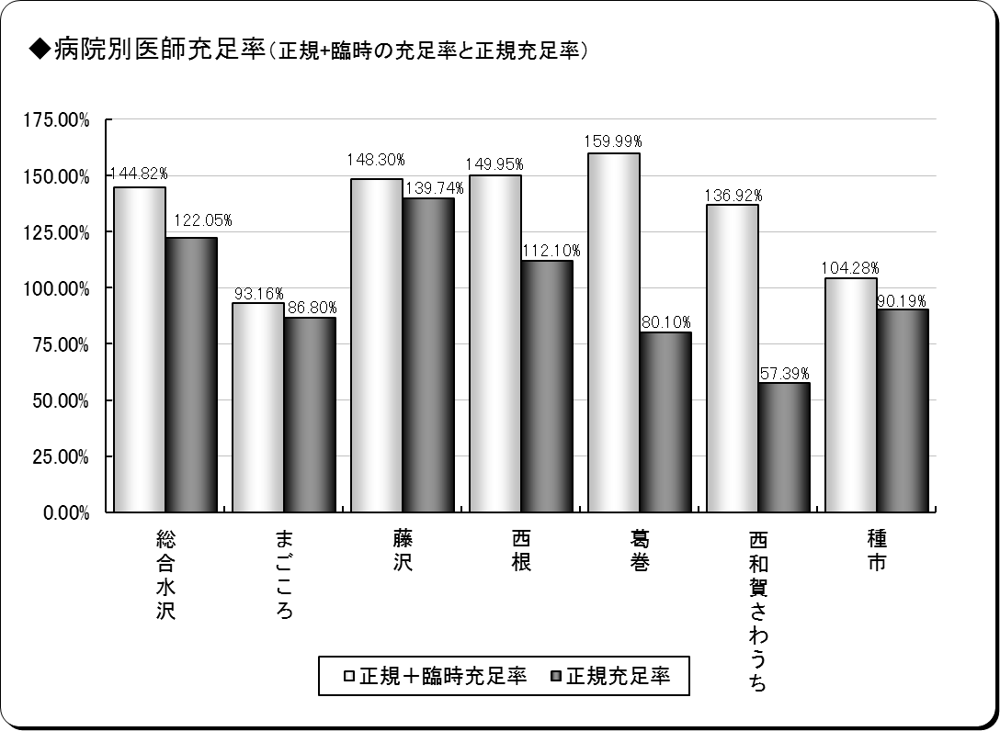 ◆病院別医師充足率（正規+臨時の充足率と正規充足率）
175.00%
150.00%
125.00%
100.00%
75.00%
50.00%
25.00%
0.00%
144.82%
122.05%
93.16%
86.80%
148.30%
139.74%
149.95%
112.10%
159.99%
80.10%
136.92%
57.39%
104.28%
90.19%
総合水沢
まごころ
藤沢
西根
葛巻
西和賀さわうち
種市
正規＋臨時充足率
正規充足率